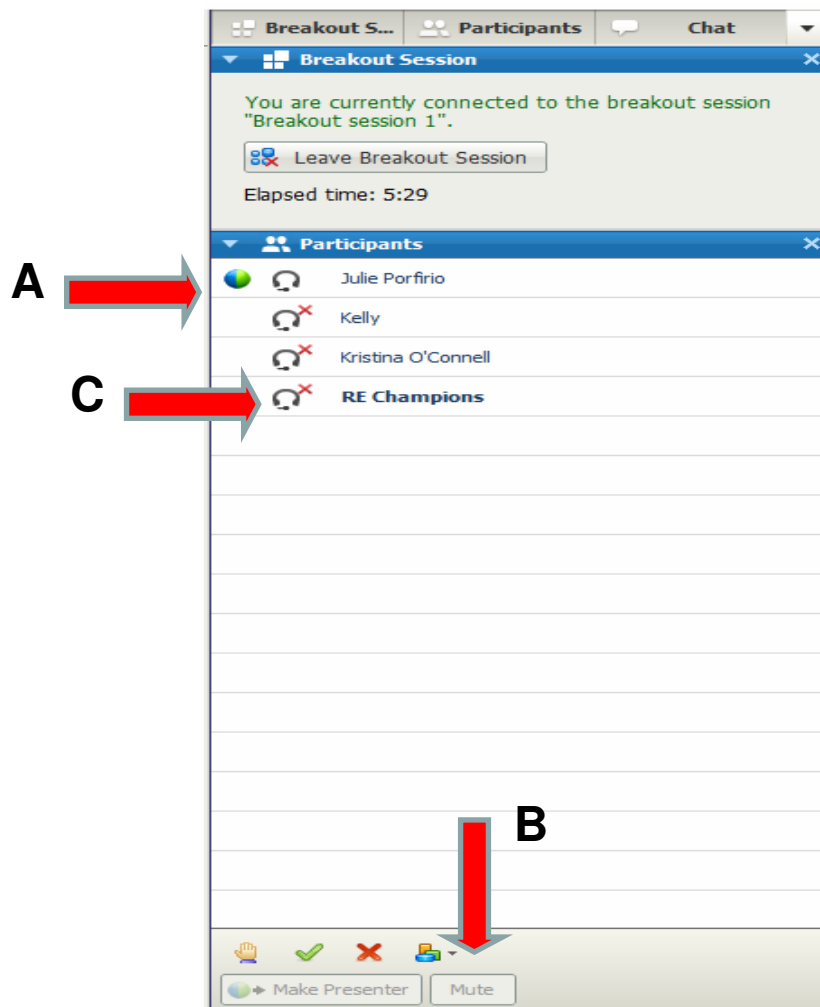 Breakout S... Participants Chat
Breakout Session
You are currently connected to the breakout session
"Breakout session 1".
Leave Breakout Session
Elapsed time: 5:29
Participants
A
Julie Porfirio
Kelly
Kristina O'Connell
C
RE Champions
B
Make Presenter Mute